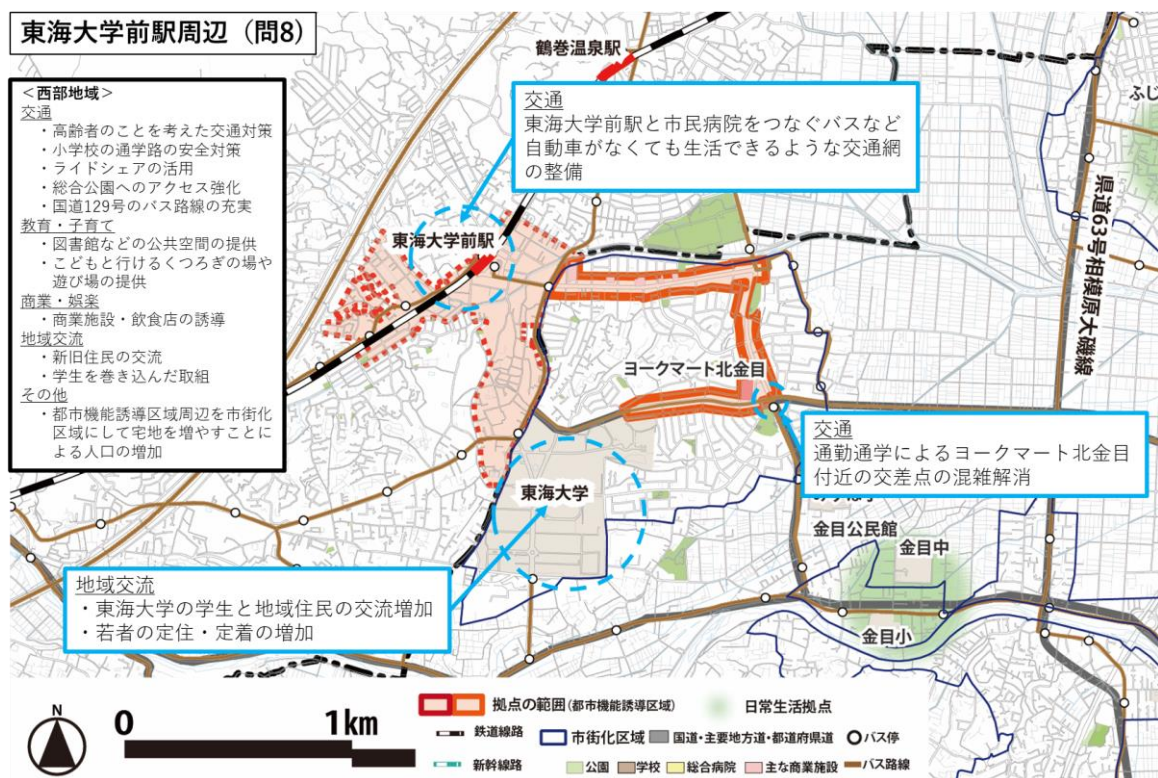 東海大学前駅周辺（問8）
＜西部地域＞
交通
・高齢者のことを考えた交通対策
・小学校の通学路の安全対策
・ライドシェアの活用
・総合公園へのアクセス強化
・国道129号のバス路線の充実
教育・子育て
・図書館などの公共空間の提供
・こどもと行けるくつろぎの場や
遊び場の提供
商業・娯楽
・商業施設・飲食店の誘導
地域交流
・新旧住民の交流
・学生を巻き込んだ取組
その他
・都市機能誘導区域周辺を市街化
区域にして宅地を増やすことに
よる人口の増加
鶴巻温泉駅
交通
東海大学前駅と市民病院をつなぐバスなど
自動車がなくても生活できるような交通網
の整備
ふじ
県道63号相模原大磯線
東海大学前駅
ヨークマート北金目
交通
通勤通学によるヨークマート北金目
付近の交差点の混雑解消
東海大学
金目公民館
金目中
金目小
地域交流
・東海大学の学生と地域住民の交流増加
・若者の定住・定着の増加
N
0 1km
拠点の範囲(都市機能誘導区域)
日常生活拠点
鉄道線路
市街化区域
国道・主要地方道・都道府県道
バス停
新幹線路
公園
学校
総合病院
主な商業施設
バス路線